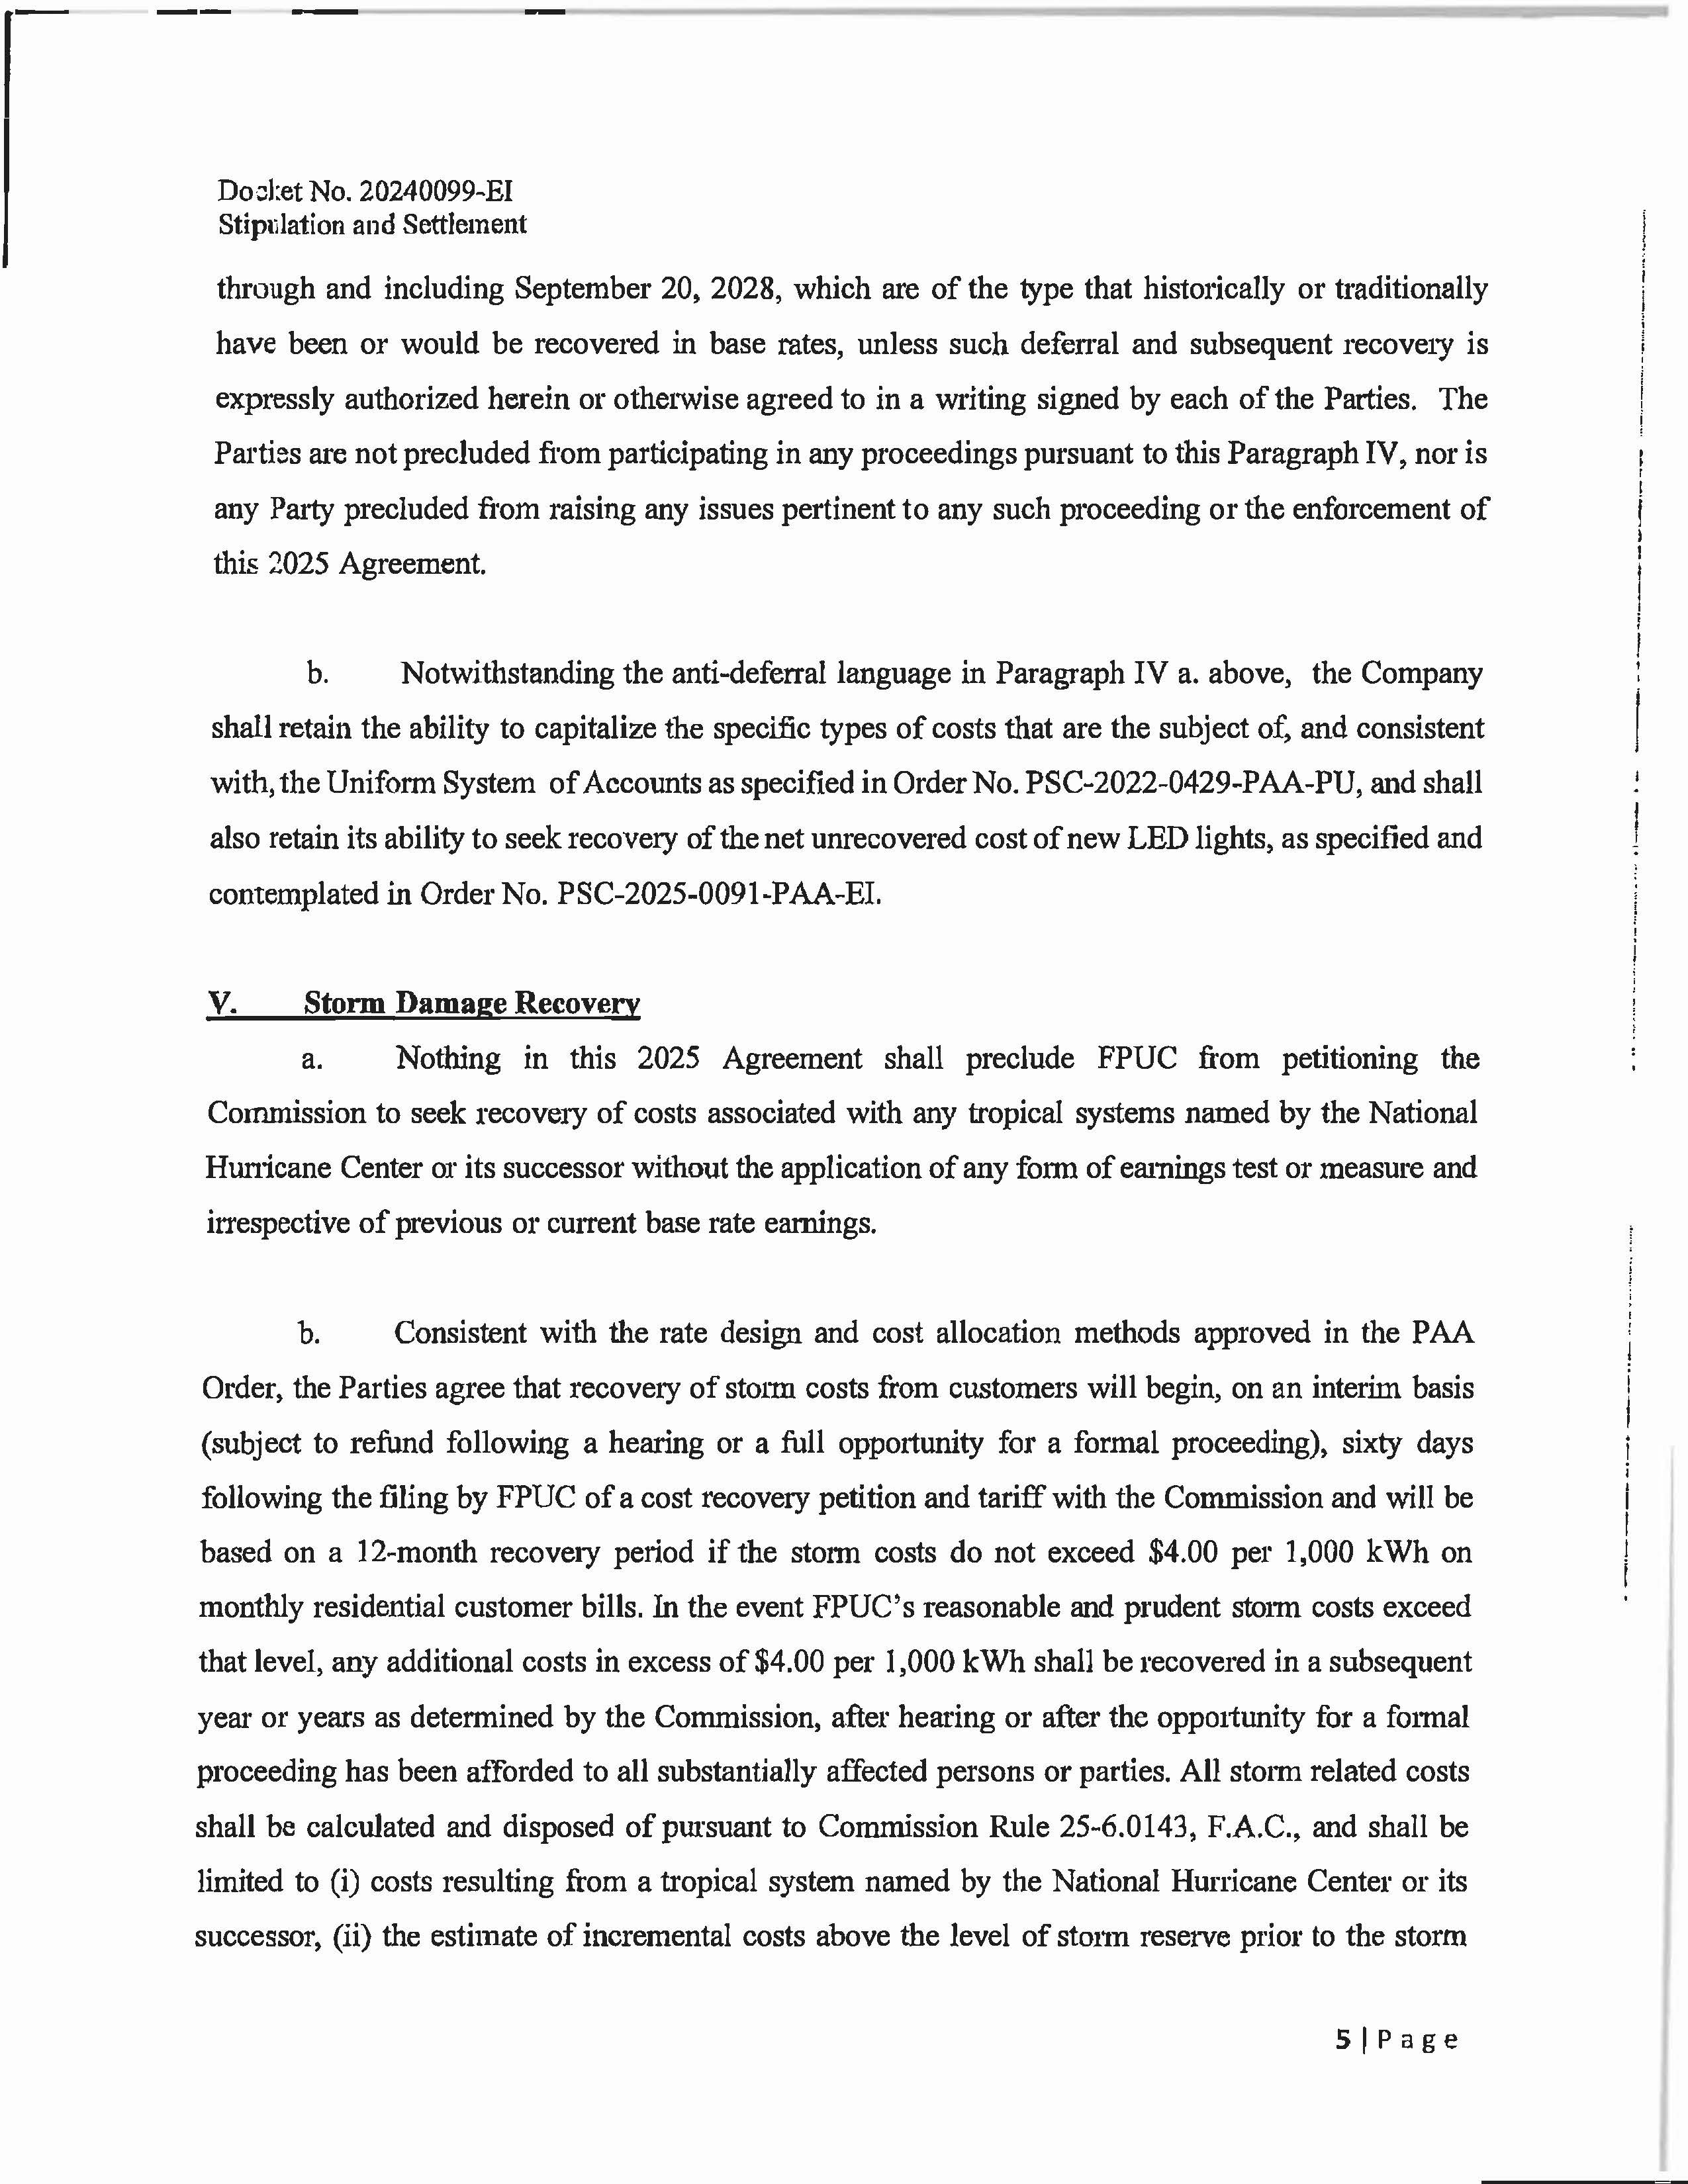 Docket No. 20240099-EI
Stipulation and Settlement
through and including September 20, 2028, which are of the type that historically or traditionally
have been or would be recovered in base rates, unless such deferral and subsequent recovery is
expressly authorized herein or otherwise agreed to in a writing signed by each of the Parties. The
Parties are not precluded from participating in any proceedings pursuant to this Paragraph IV, nor is
any Party precluded from raising any issues pertinent to any such proceeding or the enforcement of
this 2025 Agreement.
b. Notwithstanding the anti-deferral language in Paragraph IV a. above, the Company
shall retain the ability to capitalize the specific types of costs that are the subject of, and consistent
with, the Uniform System of Accounts as specified in Order No. PSC-2022-0429-PAA-PU, and shall
also retain its ability to seek recovery of the net unrecovered cost of new LED lights, as specified and
contemplated in Order No. PSC-2025-0091-PAA-EI.
V. Storm Damage Recovery
a. Nothing in this 2025 Agreement shall preclude FPUC from petitioning the
Commission to seek recovery of costs associated with any tropical systems named by the National
Hurricane Center or its successor without the application of any form of earnings test or measure and
irrespective of previous or current base rate earnings.
b. Consistent with the rate design and cost allocation methods approved in the PAA
Order, the Parties agree that recovery of storm costs from customers will begin, on an interim basis
(subject to refund following a hearing or a full opportunity for a formal proceeding), sixty days
following the filing by FPUC of a cost recovery petition and tariff with the Commission and will be
based on a 12-month recovery period if the storm costs do not exceed $4.00 per 1,000 kWh on
monthly residential customer bills. In the event FPUC's reasonable and prudent storm costs exceed
that level, any additional costs in excess of $4.00 per 1,000 kWh shall be recovered in a subsequent
year or years as determined by the Commission, after hearing or after the opportunity for a formal
proceeding has been afforded to all substantially affected persons or parties. All storm related costs
shall be calculated and disposed of pursuant to Commission Rule 25-6.0143, F.A.C., and shall be
limited to (i) costs resulting from a tropical system named by the National Hurricane Center or its
successor, (ii) the estimate of incremental costs above the level of storm reserve prior to the storm
5 | P a g e